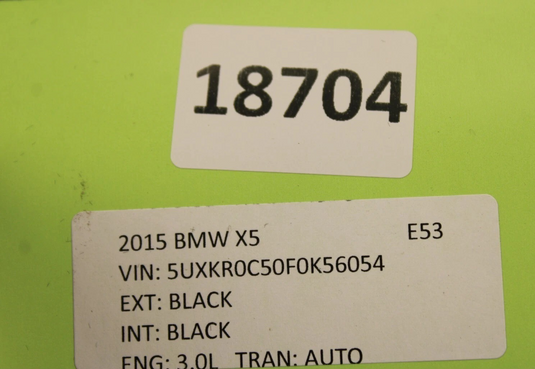 18704
2015 BMW X5 E53
VIN: 5UXKR0C50F0K56054
EXT: BLACK
INT: BLACK
ENG: 3.0L TRAN: AUTO